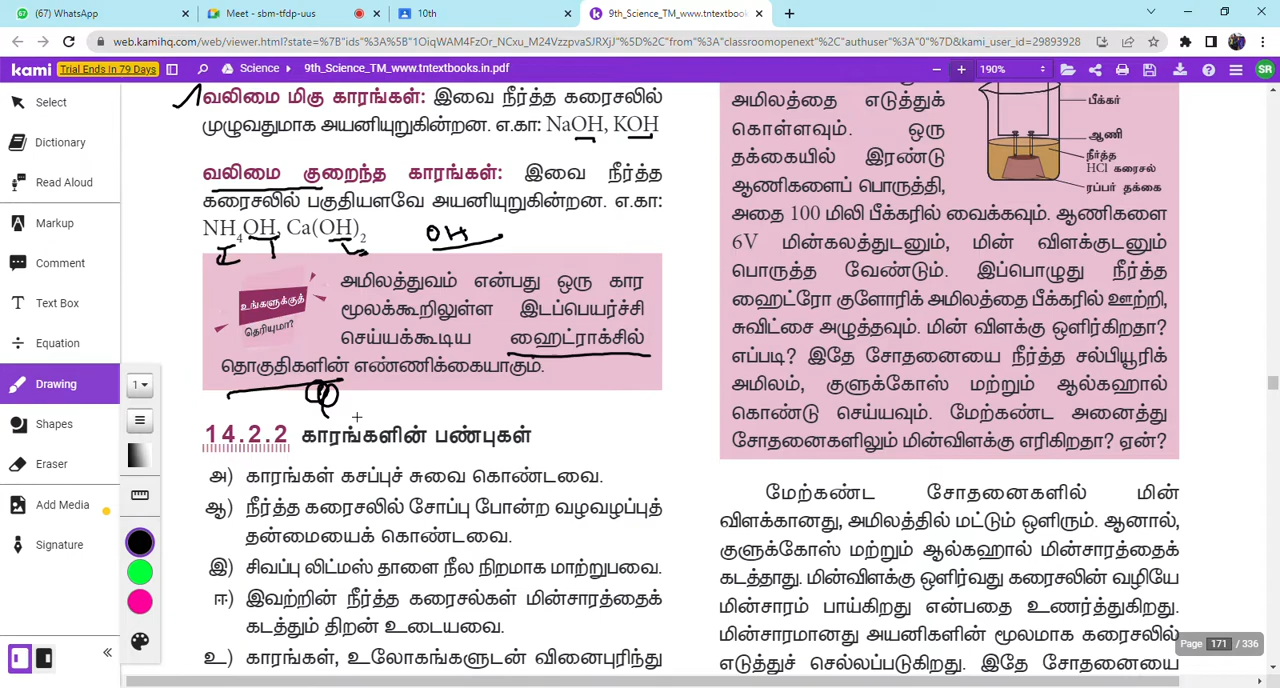 (67) WhatsApp
Meet - sbm-tfdp-uus
10th
9th_Science_TM_www.tntextbooks
web.kamihq.com/web/viewer.html?state=%7B"ids"%3A%5B"1OiqWAM4FzOr_NCxu_M24VzzpvaSJRXjJ"%5D%2C"from"%3A"classroomopennext"%2C"authuser"%3A"0"%7D&kami_user_id=29893928
kami
Trial Ends In 79 Days
Science
9th_Science_TM_www.tntextbooks.in.pdf
190%
SR
Select
Dictionary
Read Aloud
Markup
Comment
Text Box
Equation
Drawing
Shapes
Eraser
Add Media
Signature
1
வலிமை மிகு காரங்கள்: இவை நீர்த்த கரைசலில்
முழுவதுமாக அயனியுறுகின்றன. எ.கா: NaOH, KOH
வலிமை குறைந்த காரங்கள்: இவை நீர்த்த
கரைசலில் பகுதியளவே அயனியுறுகின்றன. எ.கா:
NH4OH, Ca(OH)2
OH
உங்களுக்குத்
தெரியுமா?
அமிலத்துவம் என்பது ஒரு கார
மூலக்கூறிலுள்ள இடப்பெயர்ச்சி
செய்யக்கூடிய ஹைட்ராக்சில்
தொகுதிகளின் எண்ணிக்கையாகும்.
14.2.2 காரங்களின் பண்புகள்
அ) காரங்கள் கசப்புச் சுவை கொண்டவை.
ஆ) நீர்த்த கரைசலில் சோப்பு போன்ற வழவழப்புத்
தன்மையைக் கொண்டவை.
இ) சிவப்பு லிட்மஸ் தாளை நீல நிறமாக மாற்றுபவை.
ஈ) இவற்றின் நீர்த்த கரைசல்கள் மின்சாரத்தைக்
கடத்தும் திறன் உடையவை.
உ) காரங்கள், உலோகங்களுடன் வினைபுரிந்து
அமிலத்தை எடுத்துக்
கொள்ளவும். ஒரு
தக்கையில் இரண்டு
ஆணிகளைப் பொருத்தி,
அதை 100 மிலி பீக்கரில் வைக்கவும். ஆணிகளை
6V மின்கலத்துடனும், மின் விளக்குடனும்
பொருத்த வேண்டும். இப்பொழுது நீர்த்த
ஹைட்ரோ குளோரிக் அமிலத்தை பீக்கரில் ஊற்றி,
சுவிட்சை அழுத்தவும். மின் விளக்கு ஒளிர்கிறதா?
எப்படி? இதே சோதனையை நீர்த்த சல்பியூரிக்
அமிலம், குளுக்கோஸ் மற்றும் ஆல்கஹால்
கொண்டு செய்யவும். மேற்கண்ட அனைத்து
சோதனைகளிலும் மின்விளக்கு எரிகிறதா? ஏன்?
பீக்கர்
ஆணி
நீர்த்த
HCl கரைசல்
ரப்பர் தக்கை
மேற்கண்ட சோதனைகளில் மின்
விளக்கானது, அமிலத்தில் மட்டும் ஒளிரும். ஆனால்,
குளுக்கோஸ் மற்றும் ஆல்கஹால் மின்சாரத்தைக்
கடத்தாது. மின்விளக்கு ஒளிர்வது கரைசலின் வழியே
மின்சாரம் பாய்கிறது என்பதை உணர்த்துகிறது.
மின்சாரமானது அயனிகளின் மூலமாக கரைசலில்
எடுத்துச் செல்லப்படுகிறது. இதே சோதனையை
Page 171 / 336